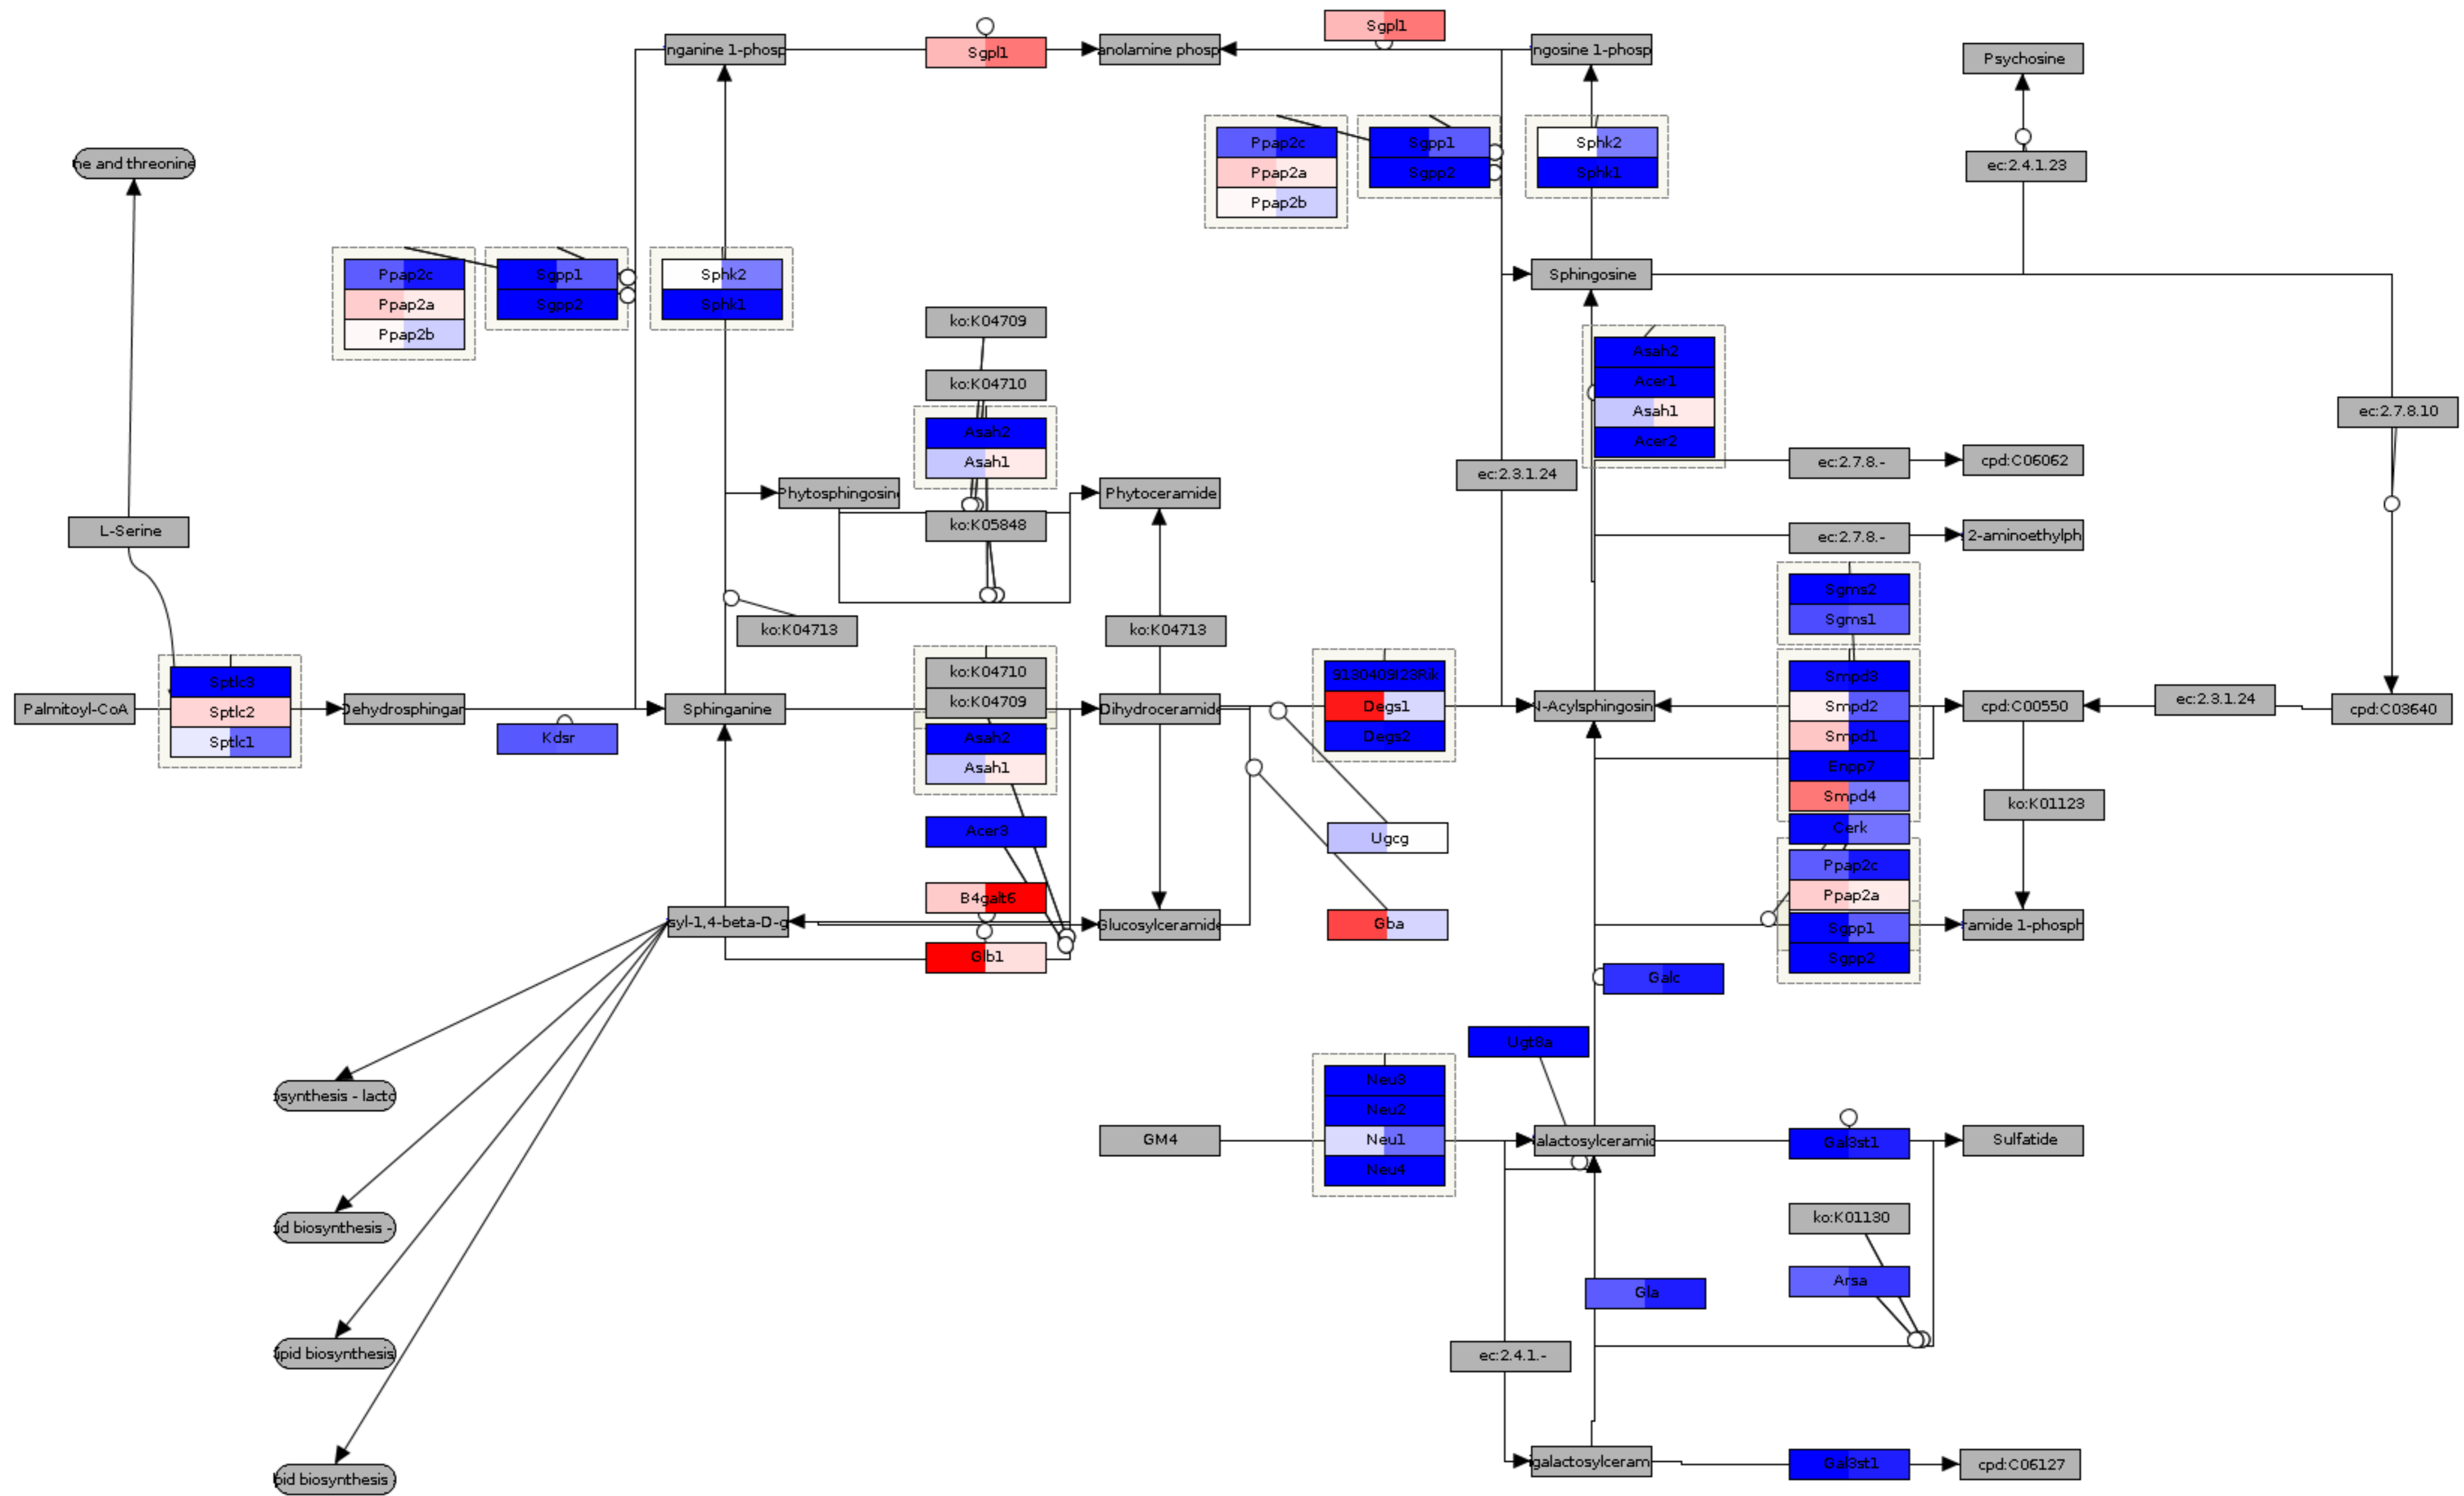 Sgpl1
nganine 1-phosp
Sgpl1
anolamine phosp
ngosine 1-phosp
Psychosine
ne and threonine
Ppap2c
Ppap2a
Ppap2b
Sgpp1
Sgpp2
Sphk2
Sphk1
ec:2.4.1.23
Ppap2c
Ppap2a
Ppap2b
Sgpp1
Sgpp2
Sphk2
Sphk1
Sphingosine
ko:K04709
ko:K04710
Asah2
Asah1
Asah2
Acer1
Asah1
Acer2
ec:2.7.8.10
ec:2.3.1.24
ec:2.7.8.-
cpd:C06062
Phytosphingosin
Phytoceramide
L-Serine
ko:K05848
ec:2.7.8.-
2-aminoethylph
Sgms2
Sgms1
ko:K04713
ko:K04713
Palmitoyl-CoA
Sptlc3
Sptlc2
Sptlc1
Dehydrosphingan
Kdsr
Sphinganine
ko:K04710
ko:K04709
Asah2
Asah1
Dihydroceramide
9130409I23Rik
Degs1
Degs2
N-Acylsphingosin
Smpd3
Smpd2
Smpd1
Enpp7
Smpd4
cpd:C00550
ec:2.3.1.24
cpd:C03640
ko:K01123
Acer3
Ugcg
Cerk
Ppap2c
Ppap2a
Sgpp1
Sgpp2
B4galt6
syl-1,4-beta-D-g
Glucosylceramide
Gba
amide 1-phosph
Glb1
Galc
Ugt8a
osynthesis - lacto
Neu3
Neu2
Neu1
Neu4
GM4
alactosylceramic
Gal3st1
Sulfatide
id biosynthesis -
ko:K01130
Arsa
Gla
ipid biosynthesis
ec:2.4.1.-
pid biosynthesis -
galactosylceram
Gal3st1
cpd:C06127